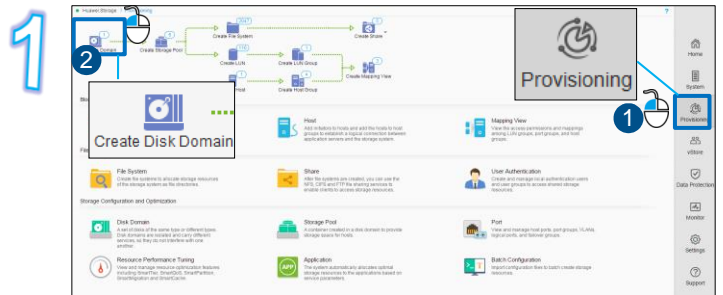 1
Huawei Storage
Provisioning
?
1
8
2047
2
Create File System
Create Share
Domain
Create Storage Pool
116
Create LUN
Create LUN Group
Create Mapping View
Host
Create Host Group
2
Create Disk Domain
Provisioning
1
Home
System
Provisioning
vStore
Data Protection
Monitor
Settings
Support
Host
Add initiators to hosts and add the hosts to host
groups to establish a logical connection between
application servers and the storage system.
Mapping View
View the access permissions and mappings
among LUN groups, port groups, and host
groups.
File System
Create file systems to allocate storage resources
of the storage system as file directories.
Share
After file systems are created, you can use the
NFS, CIFS and FTP file sharing services to
enable clients to access storage resources.
User Authentication
Create and manage local authentication users
and user groups to access shared storage
resources.
Storage Configuration and Optimization
Disk Domain
A set of disks of the same type or different types.
Disk domains are isolated and carry different
services, so they do not interfere with one
another.
Storage Pool
A container created in a disk domain to provide
storage space for hosts.
Port
View and manage host ports, port groups, VLANs,
logical ports, and failover groups.
Resource Performance Tuning
View and manage resource optimization features,
including SmartTier, SmartQoS, SmartPartition,
SmartMigration and SmartCache.
APP
Application
The system automatically allocates optimal
storage resources to the applications based on
service parameters.
Batch Configuration
Import configuration files to batch create storage
resources.